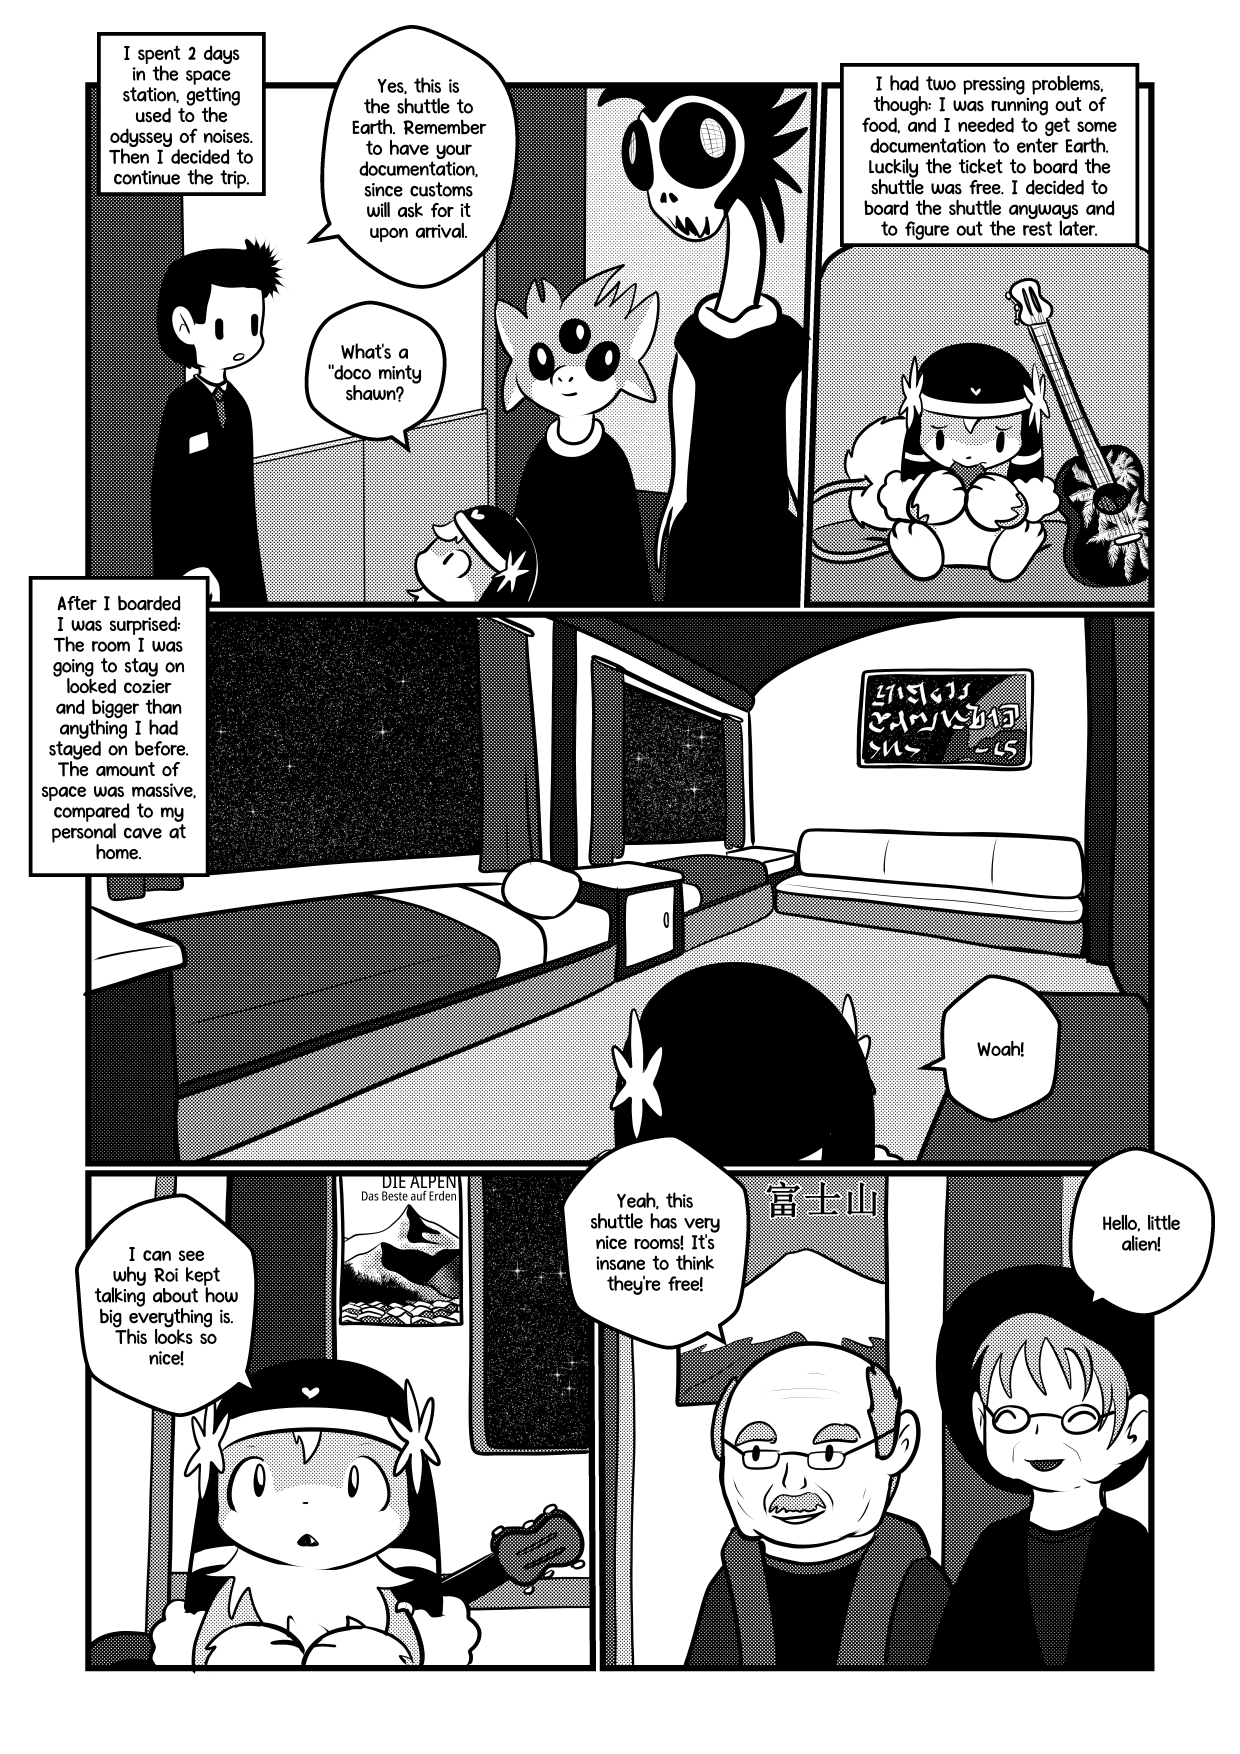 I spent 2 days
in the space
station, getting
used to the
odyssey of noises.
Then I decided to
continue the trip.
Yes, this is
the shuttle to
Earth. Remember
to have your
documentation,
since customs
will ask for it
upon arrival.
What's a
"doco minty
shawn?
I had two pressing problems,
though: I was running out of
food, and I needed to get some
documentation to enter Earth.
Luckily the ticket to board the
shuttle was free. I decided to
board the shuttle anyways and
to figure out the rest later.
After I boarded
I was surprised:
The room I was
going to stay on
looked cozier
and bigger than
anything I had
stayed on before.
The amount of
space was massive,
compared to my
personal cave at
home.
Woah!
I can see
why Roi kept
talking about how
big everything is.
This looks so
nice!
DIE ALPEN
Das Beste auf Erden
Yeah, this
shuttle has very
nice rooms! It's
insane to think
they're free!
富士山
Hello, little
alien!